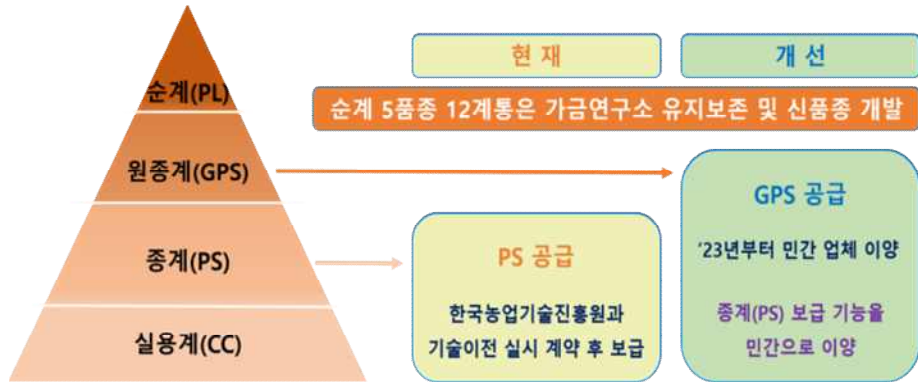 현 재
개 선
순계(PL)
순계 5품종 12계통은 가금연구소 유지보존 및 신품종 개발
원종계(GPS)
GPS 공급
'23년부터 민간 업체 이양
종계(PS) 보급 기능을
민간으로 이양
종계(PS)
PS 공급
한국농업기술진흥원과
기술이전 실시 계약 후 보급
실용계(CC)